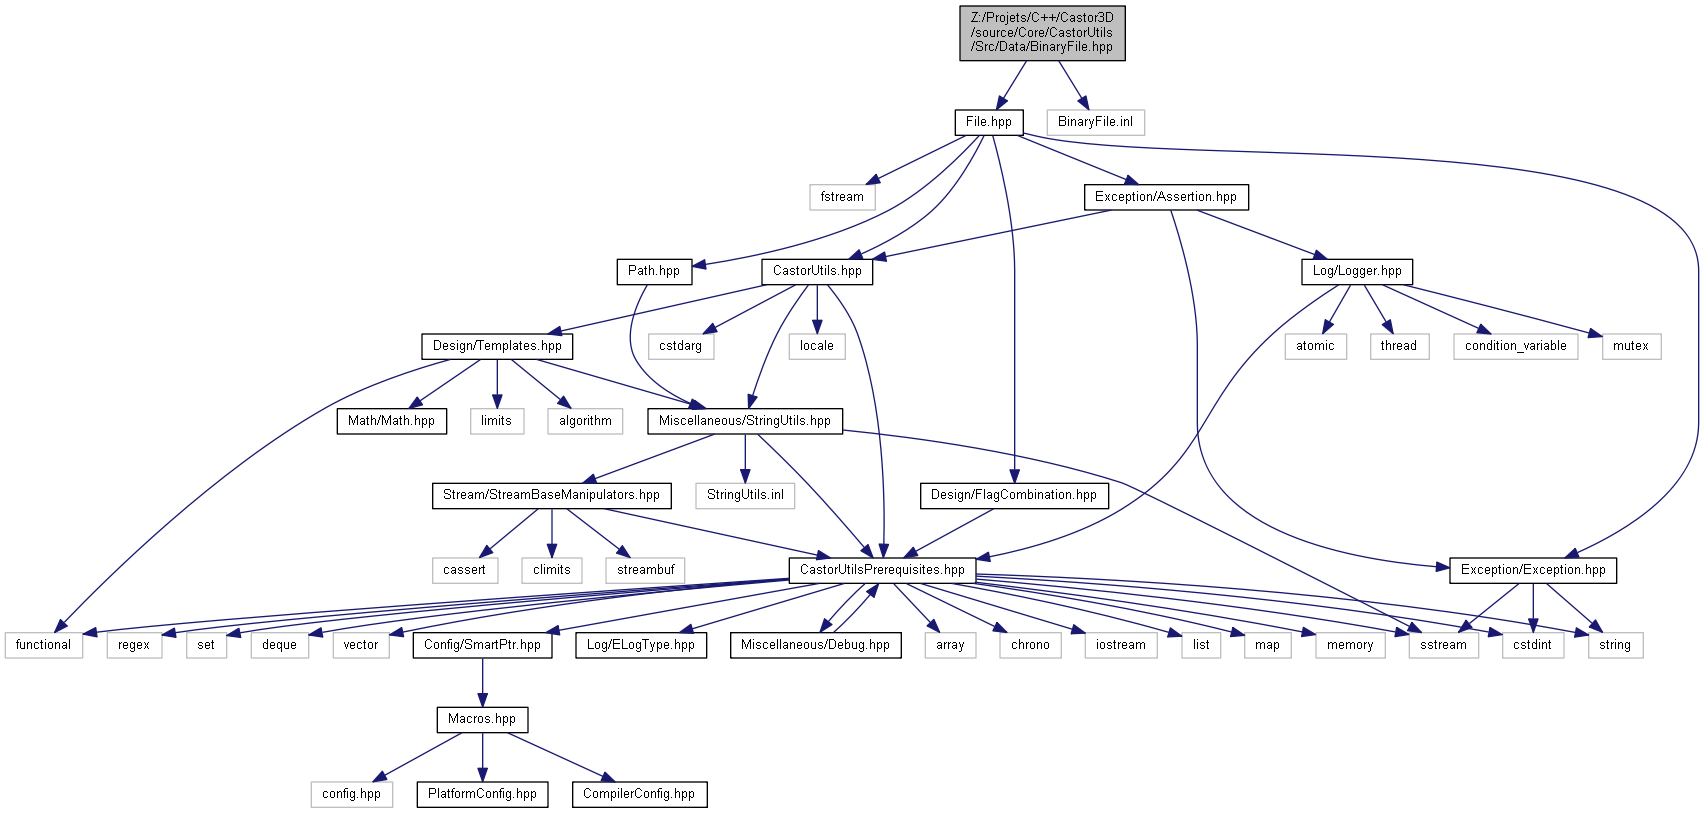 Z:/Projets/C++/Castor3D
/source/Core/CastorUtils
/Src/Data/BinaryFile.hpp
File.hpp
BinaryFile.inl
fstream
Exception/Assertion.hpp
Path.hpp
CastorUtils.hpp
Log/Logger.hpp
Design/Templates.hpp
cstdarg
locale
atomic
thread
condition_variable
mutex
Math/Math.hpp
limits
algorithm
Miscellaneous/StringUtils.hpp
Stream/StreamBaseManipulators.hpp
StringUtils.inl
Design/FlagCombination.hpp
cassert
climits
streambuf
CastorUtilsPrerequisites.hpp
Exception/Exception.hpp
functional
regex
set
deque
vector
Config/SmartPtr.hpp
Log/ELogType.hpp
Miscellaneous/Debug.hpp
array
chrono
iostream
list
map
memory
sstream
cstdint
string
Macros.hpp
config.hpp
PlatformConfig.hpp
CompilerConfig.hpp